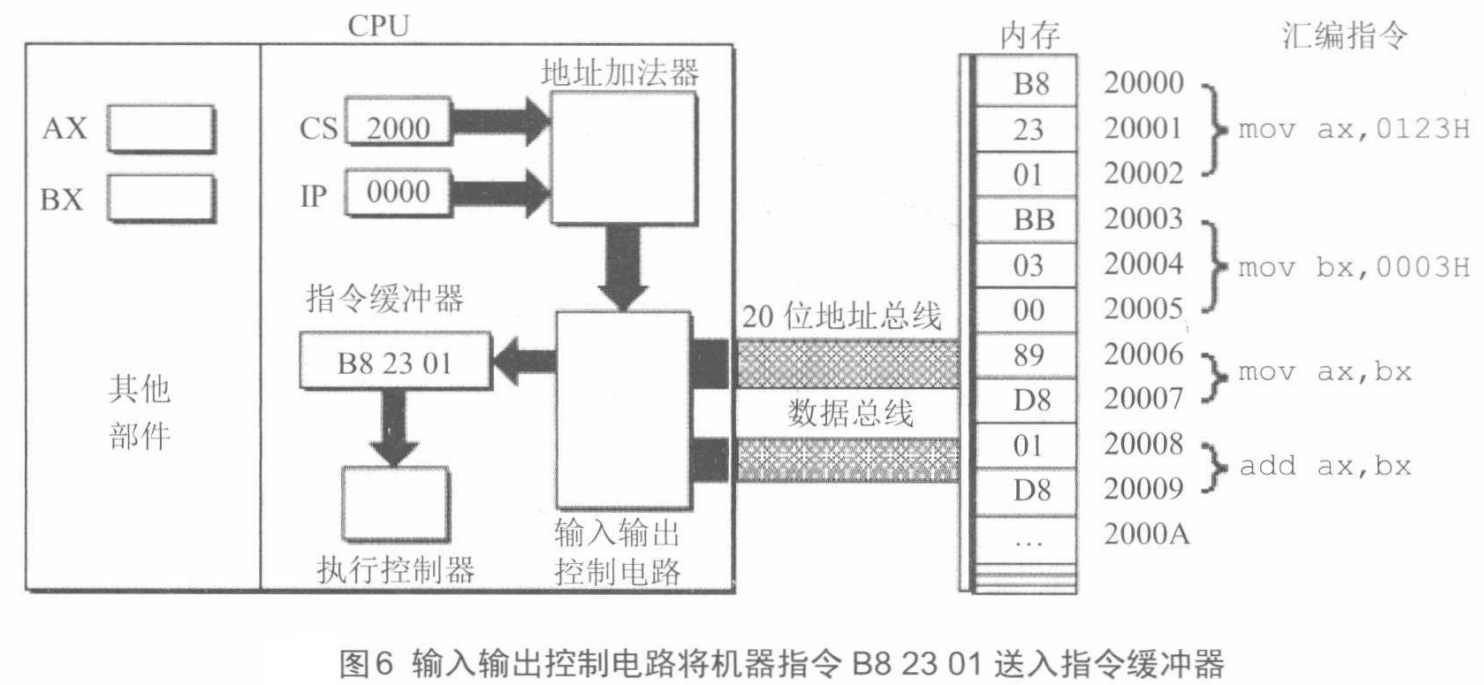 CPU
内存
汇编指令
地址加法器
AX
BX
CS
2000
IP
0000
指令缓冲器
B8 23 01
其他
部件
执行控制器
输入输出
控制电路
20 位地址总线
数据总线
B8 20000
23 20001
01 20002
BB 20003
03 20004
00 20005
89 20006
D8 20007
01 20008
D8 20009
… 2000A
mov ax,0123H
mov bx,0003H
mov ax,bx
add ax,bx
图6 输入输出控制电路将机器指令 B8 23 01 送入指令缓冲器